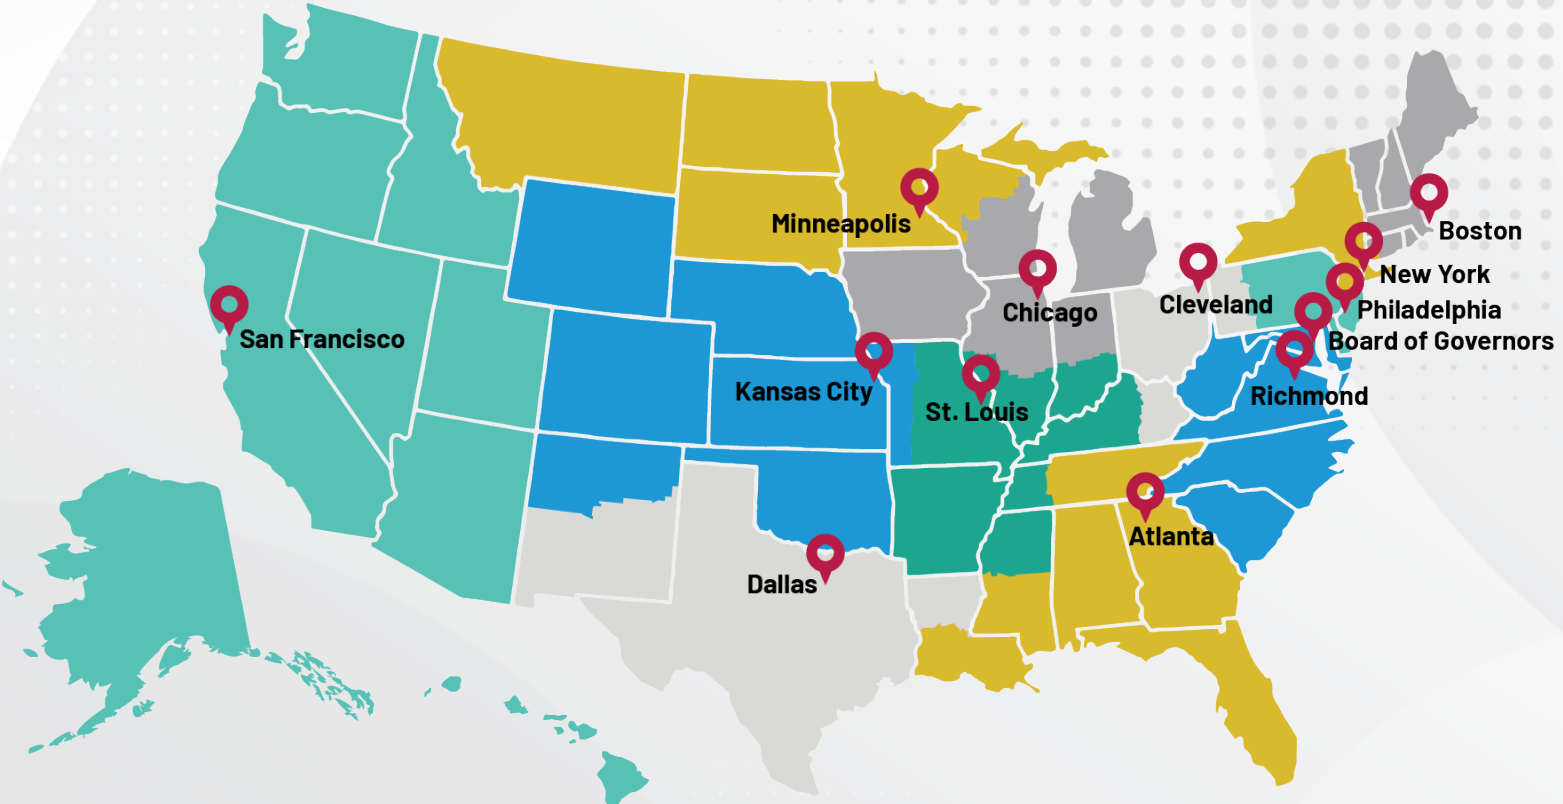 Minneapolis
Boston
New York
Chicago
Cleveland
Philadelphia
San Francisco
Board of Governors
Kansas City
Richmond
St. Louis
Atlanta
Dallas